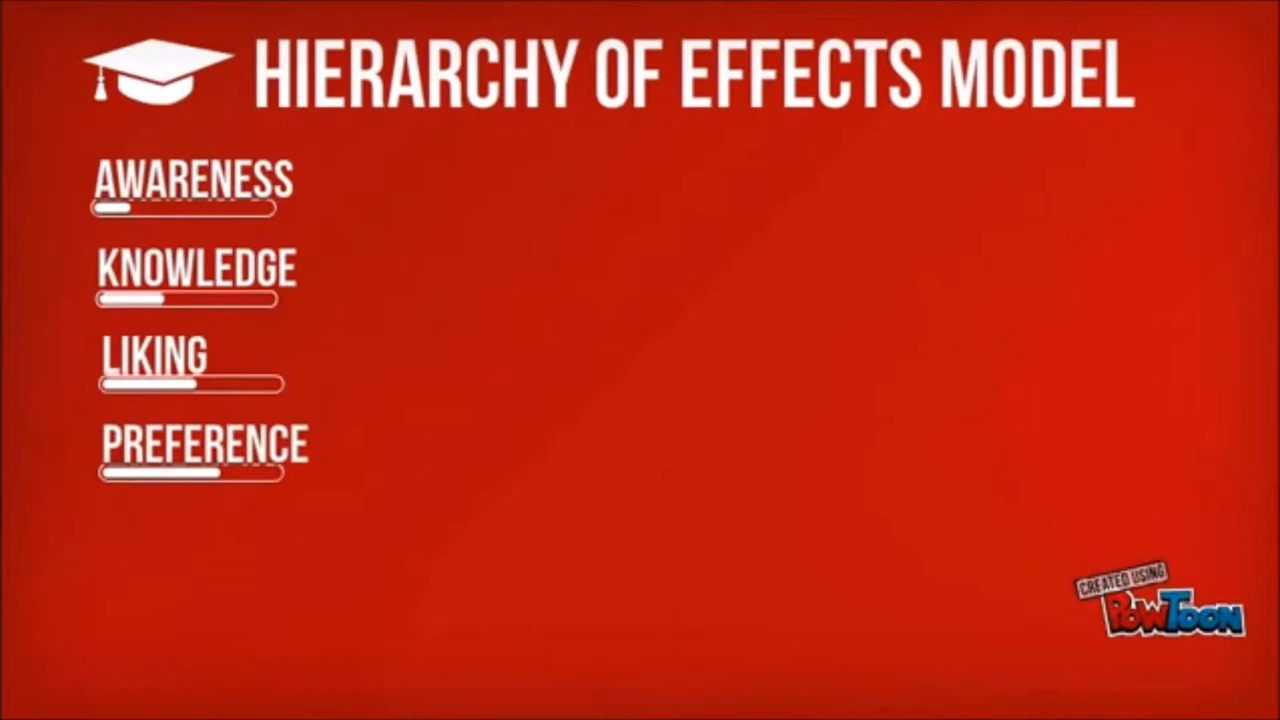 HIERARCHY OF EFFECTS MODEL
AWARENESS
KNOWLEDGE
LIKING
PREFERENCE
CREATED USING
POWTOON